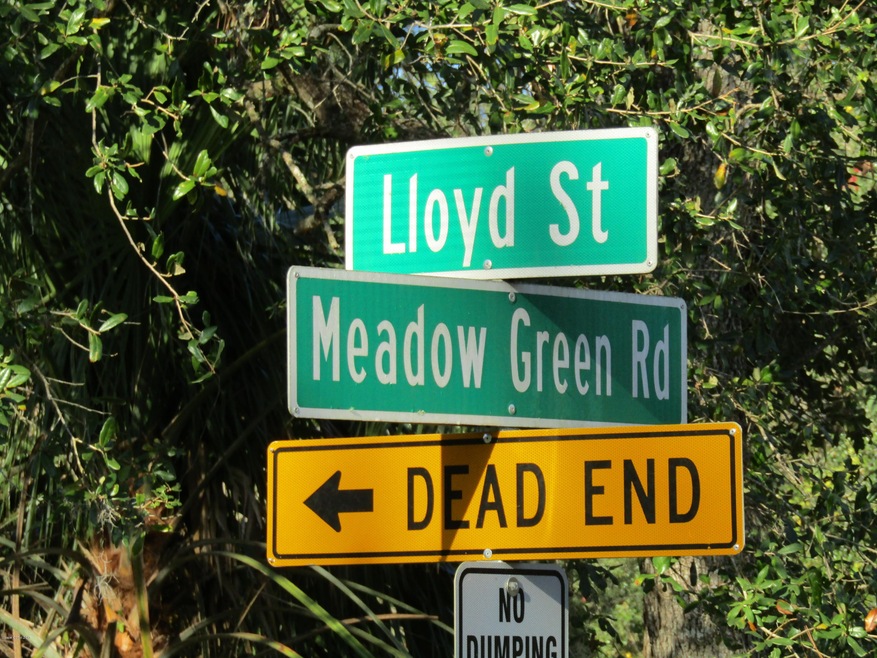 Lloyd St
Meadow Green Rd
DEAD END
NO
DUMPING